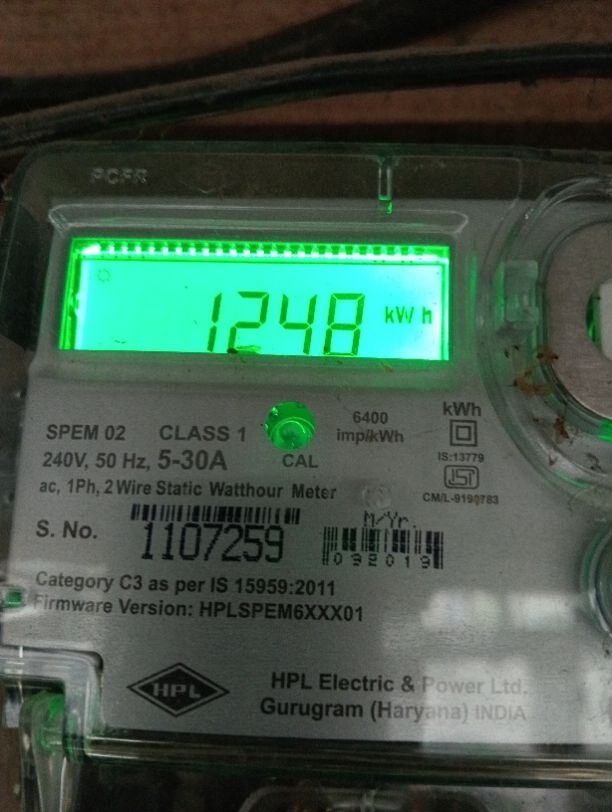 PCFR
1248 kWh
SPEM 02 CLASS 1 6400 imp/kWh kWh
240V, 50 Hz, 5-30A CAL IS:13779
ac, 1Ph, 2 Wire Static Watthour Meter
CM/L-9190783
M/Yr.
S. No. 1107259 092019
Category C3 as per IS 15959:2011
Firmware Version: HPLSPEM6XXX01
HPL HPL Electric & Power Ltd.
Gurugram (Haryana) INDIA